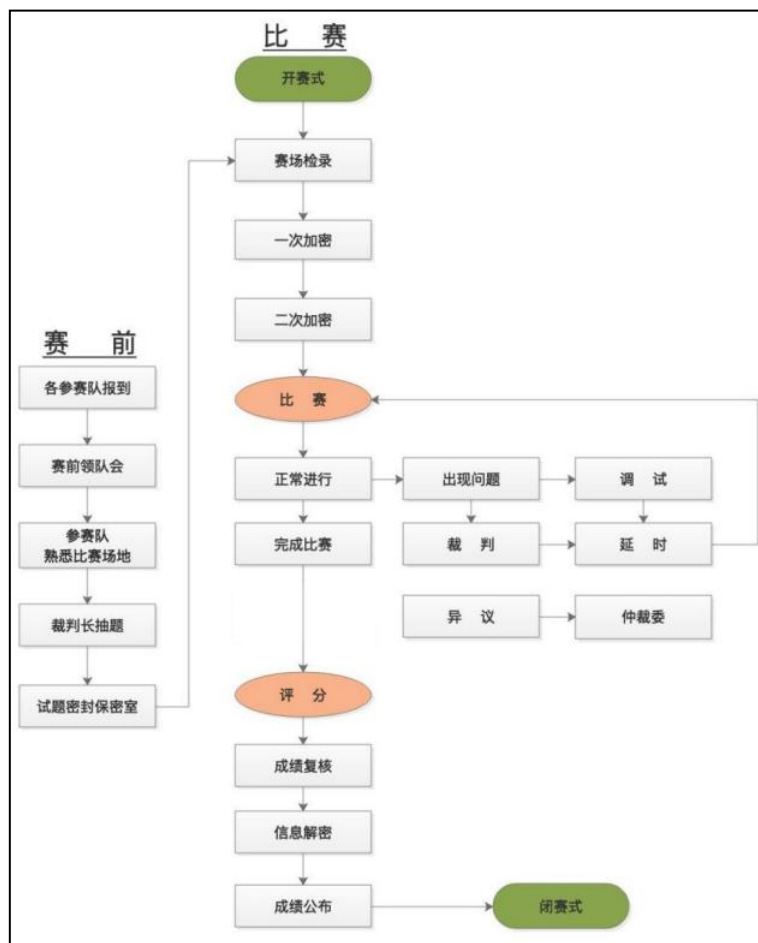 比 赛
开赛式
赛场检录
一次加密
二次加密
赛 前
各参赛队报到
比 赛
赛前领队会
正常进行
出现问题
调 试
参赛队
熟悉比赛场地
完成比赛
裁 判
延 时
裁判长抽题
异 议
仲裁委
试题密封保密室
评 分
成绩复核
信息解密
成绩公布
闭赛式